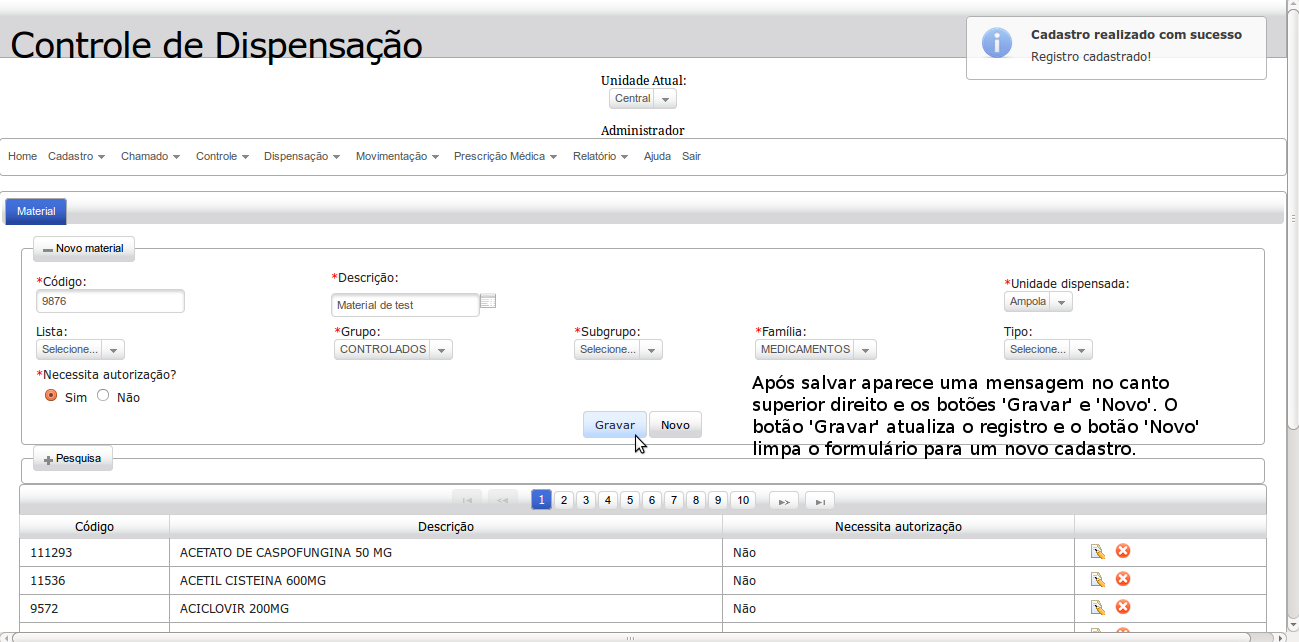 Controle de Dispensação
Cadastro realizado com sucesso
Registro cadastrado!
Unidade Atual:
Central
Administrador
Home Cadastro Chamado Controle Dispensação Movimentação Prescrição Médica Relatório Ajuda Sair
Material
Novo material
*Código:
9876
*Descrição:
Material de test
*Unidade dispensada:
Ampola
Lista:
Selecione...
*Grupo:
CONTROLADOS
*Subgrupo:
Selecione...
*Família:
MEDICAMENTOS
Tipo:
Selecione...
*Necessita autorização?
Sim Não
Gravar Novo
Após salvar aparece uma mensagem no canto
superior direito e os botões 'Gravar' e 'Novo'. O
botão 'Gravar' atualiza o registro e o botão 'Novo'
limpa o formulário para um novo cadastro.
Pesquisa
1 2 3 4 5 6 7 8 9 10
Código Descrição Necessita autorização
111293 ACETATO DE CASPOFUNGINA 50 MG Não
11536 ACETIL CISTEINA 600MG Não
9572 ACICLOVIR 200MG Não